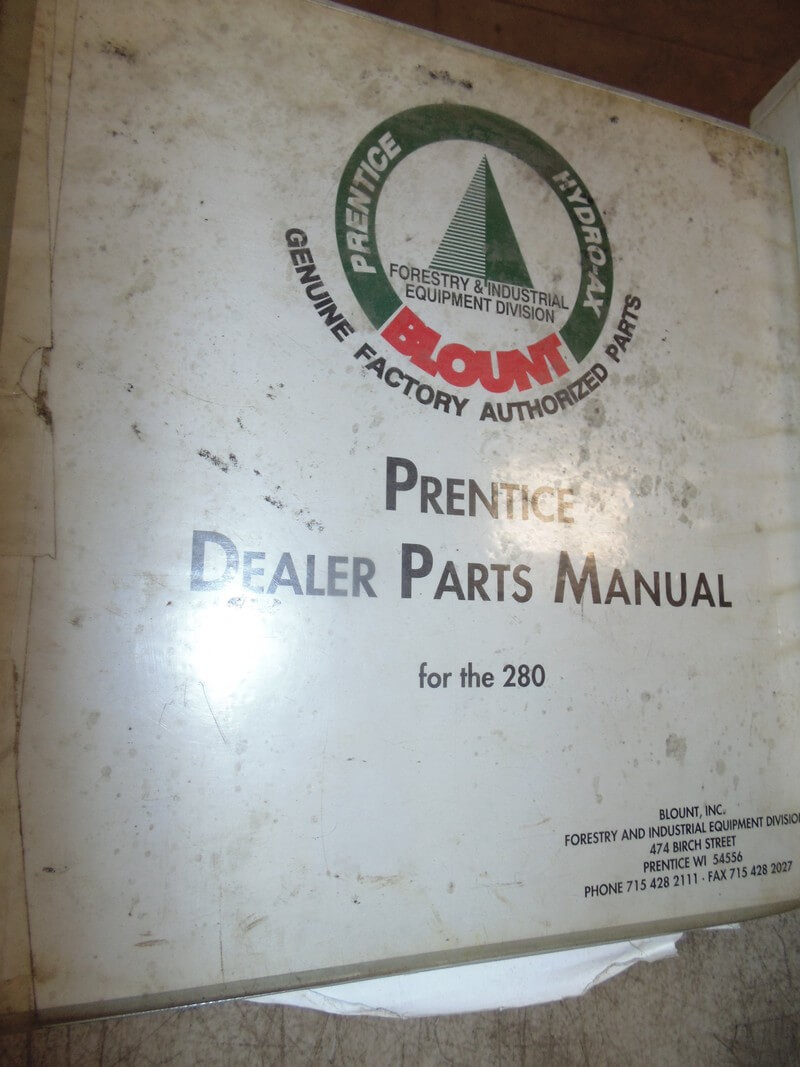 PRENTICE
HYDRO-AX
FORESTRY & INDUSTRIAL
EQUIPMENT DIVISION
BLOUNT
GENUINE FACTORY AUTHORIZED PARTS
PRENTICE
DEALER PARTS MANUAL
for the 280
BLOUNT, INC.
FORESTRY AND INDUSTRIAL EQUIPMENT DIVISION
474 BIRCH STREET
PRENTICE WI 54556
PHONE 715 428 2111 · FAX 715 428 2027